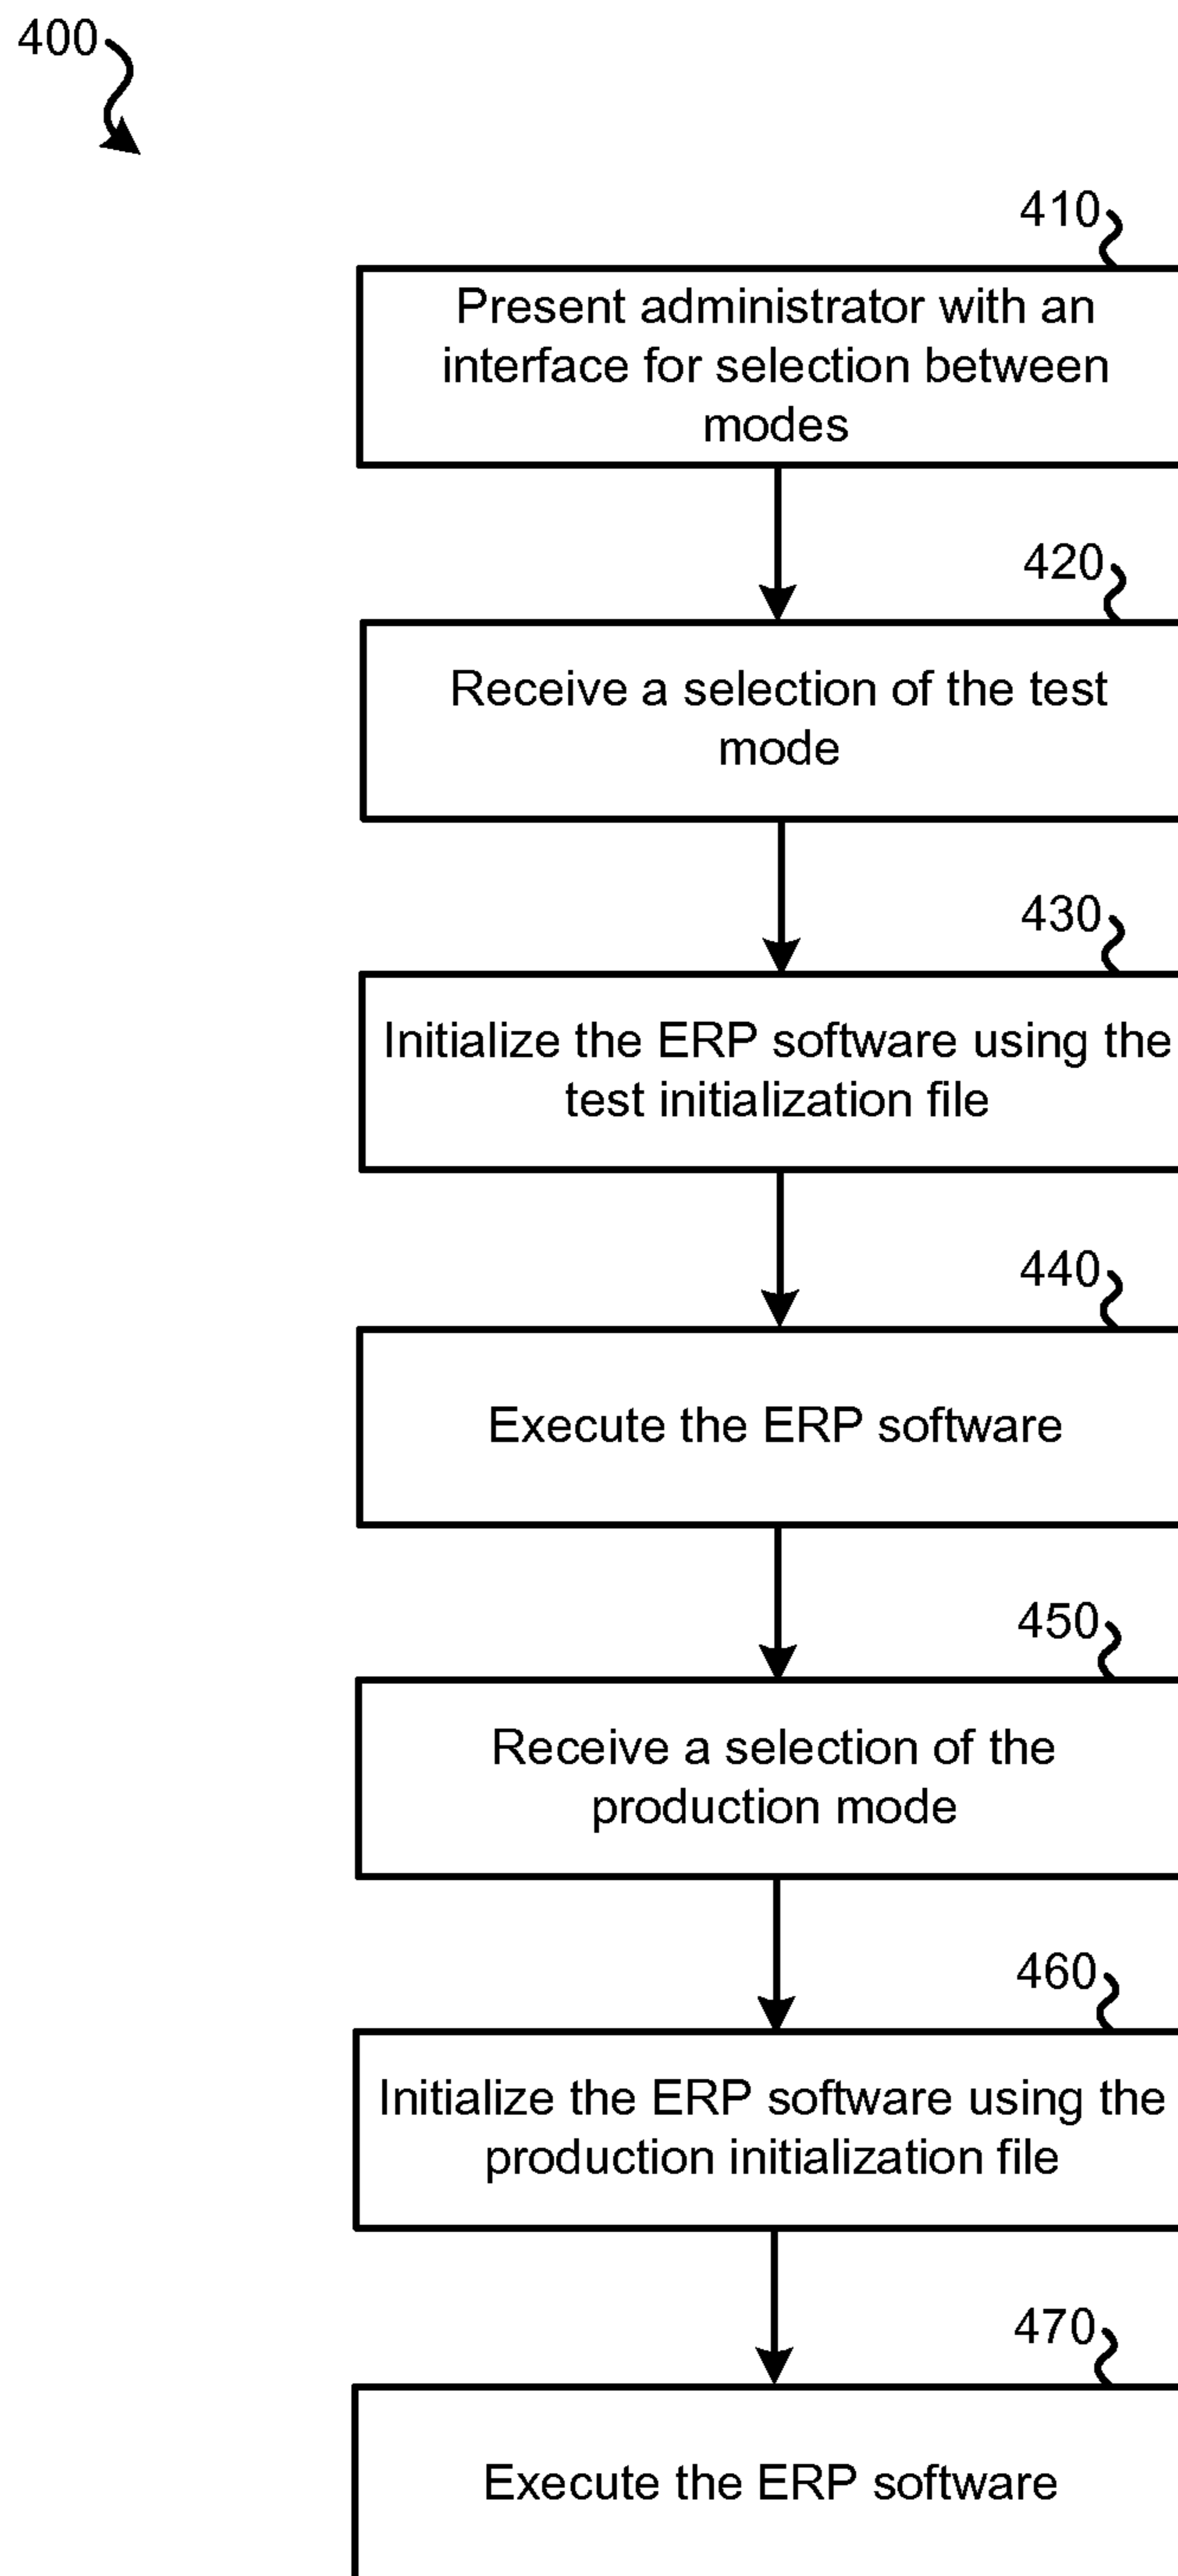 400
410
Present administrator with an
interface for selection between
modes
420
Receive a selection of the test
mode
430
Initialize the ERP software using the
test initialization file
440
Execute the ERP software
450
Receive a selection of the
production mode
460
Initialize the ERP software using the
production initialization file
470
Execute the ERP software